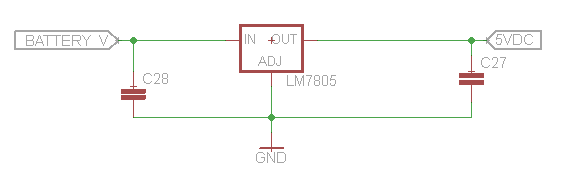 BATTERY V
IN
OUT
5VDC
ADJ
C27
C28
LM7805
GND